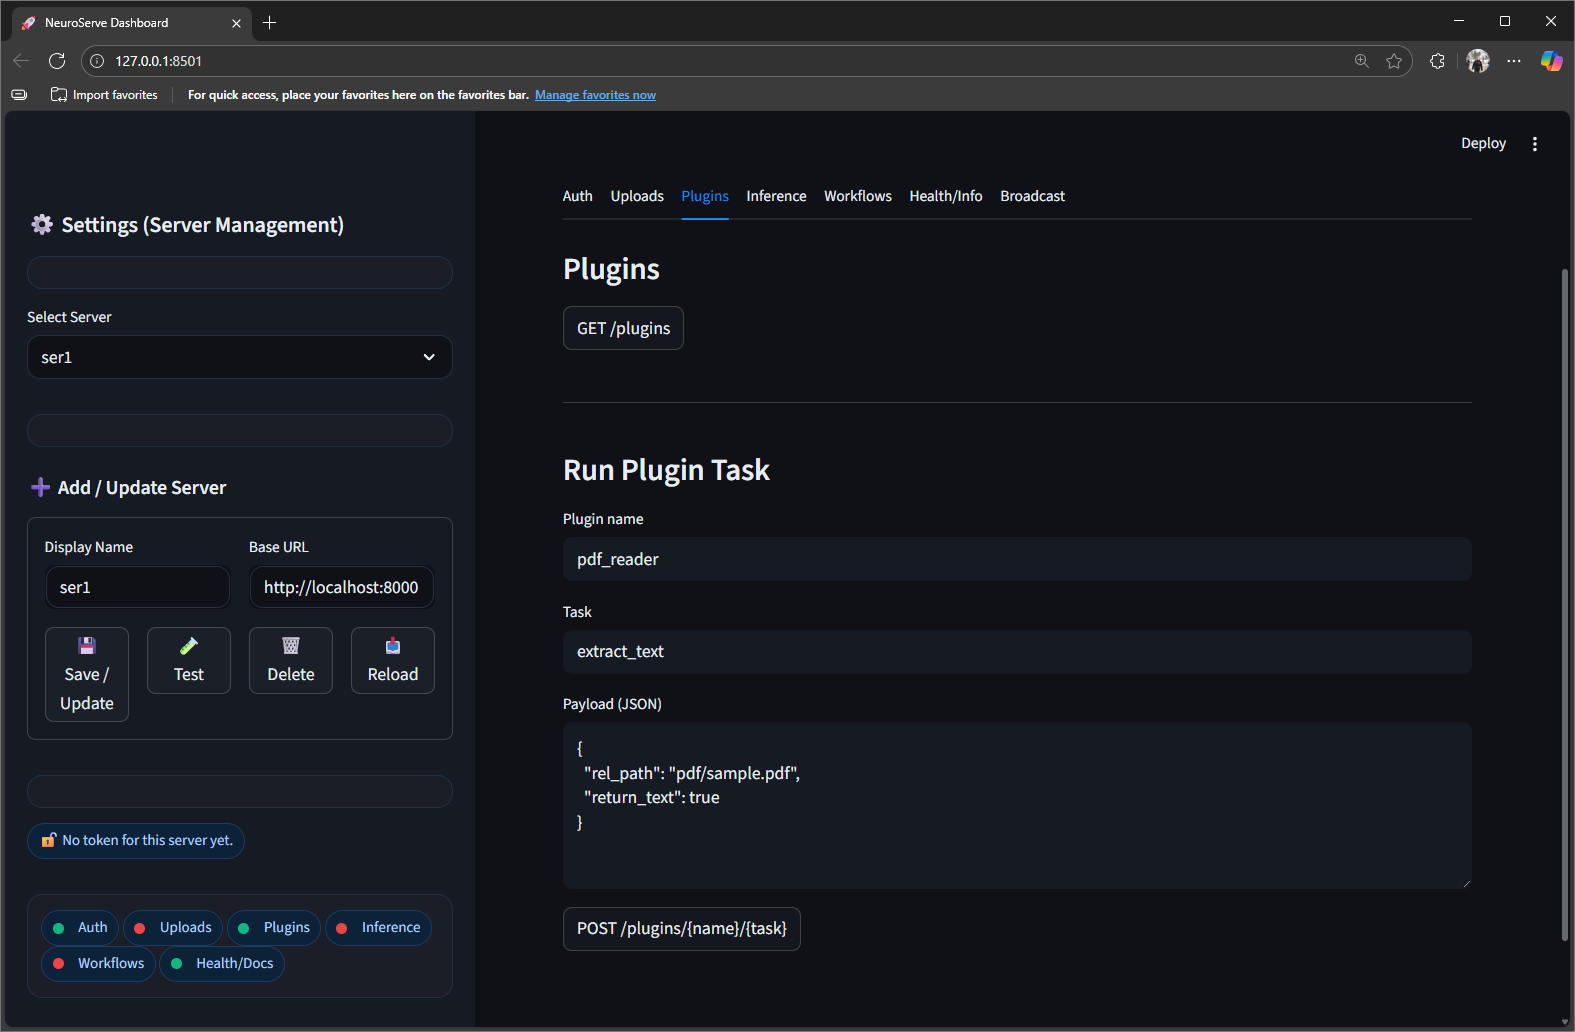 NeuroServe Dashboard
127.0.0.1:8501
Import favorites
For quick access, place your favorites here on the favorites bar. Manage favorites now
Settings (Server Management)
Select Server
ser1
Add / Update Server
Display Name
Base URL
ser1
http://localhost:8000
Save /
Update
Test
Delete
Reload
No token for this server yet.
Auth
Uploads
Plugins
Inference
Workflows
Health/Docs
Deploy
Auth
Uploads
Plugins
Inference
Workflows
Health/Info
Broadcast
Plugins
GET /plugins
Run Plugin Task
Plugin name
pdf_reader
Task
extract_text
Payload (JSON)
{
"rel_path": "pdf/sample.pdf",
"return_text": true
}
POST /plugins/{name}/{task}